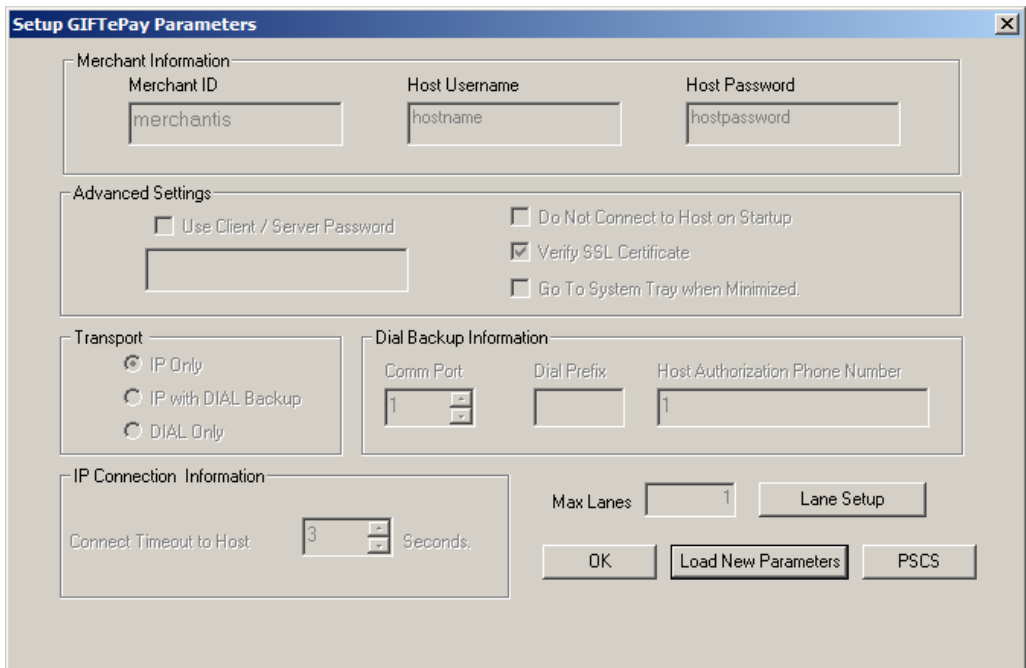 Setup GIFTePay Parameters
Merchant Information
Merchant ID
Host Username
Host Password
merchantis
hostname
hostpassword
Advanced Settings
Use Client / Server Password
Do Not Connect to Host on Startup
Verify SSL Certificate
Go To System Tray when Minimized.
Transport
IP Only
IP with DIAL Backup
DIAL Only
Dial Backup Information
Comm Port
Dial Prefix
Host Authorization Phone Number
1
1
IP Connection Information
Connect Timeout to Host
3
Seconds.
Max Lanes
1
Lane Setup
OK
Load New Parameters
PSCS